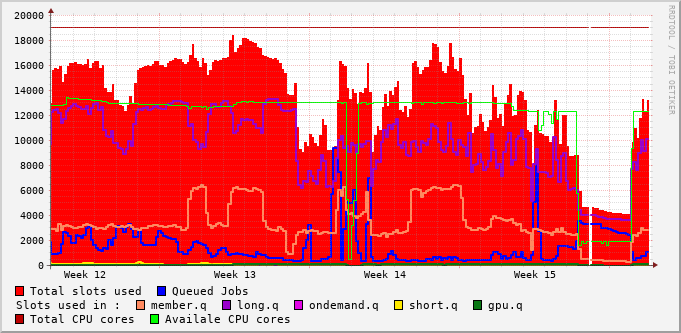 20000
18000
16000
14000
12000
10000
8000
6000
4000
2000
0
Week 12 Week 13 Week 14 Week 15
RRDTOOL / TOBI OETIKER
Total slots used Queued Jobs
Slots used in : member.q long.q ondemand.q short.q gpu.q
Total CPU cores Availale CPU cores